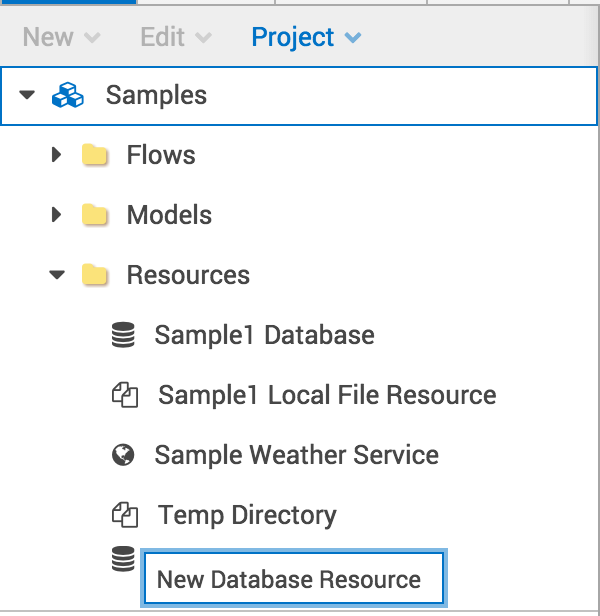 New Edit Project
Samples
Flows
Models
Resources
Sample1 Database
Sample1 Local File Resource
Sample Weather Service
Temp Directory
New Database Resource